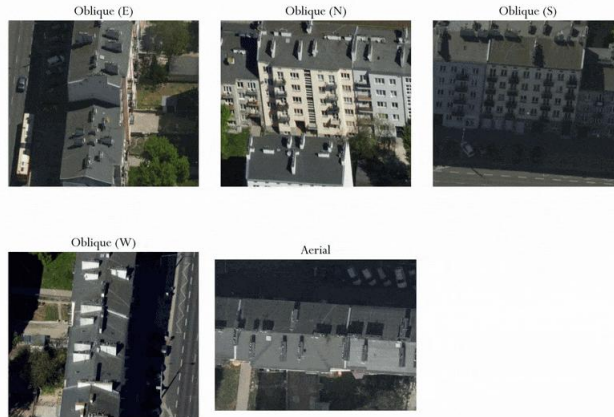 Oblique (E)
Oblique (N)
Oblique (S)
Oblique (W)
Aerial